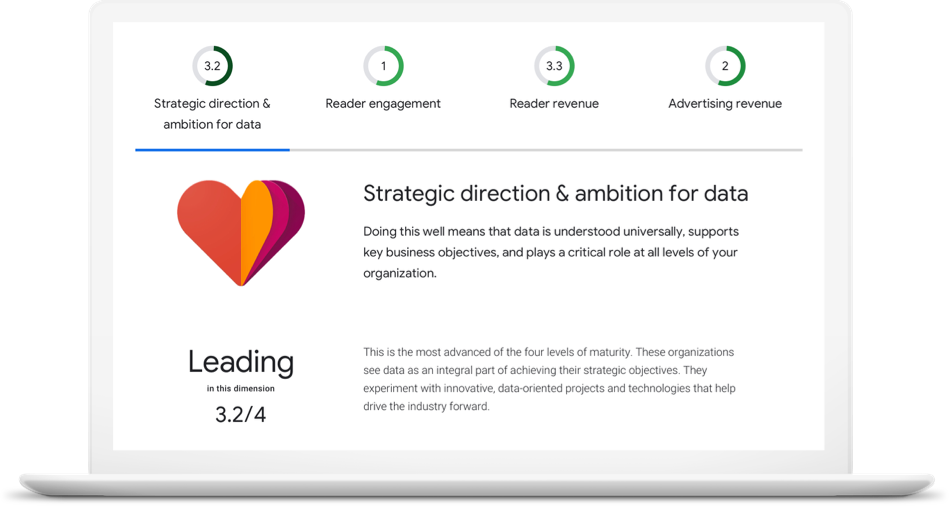 3.2
1
3.3
2
Strategic direction &
ambition for data
Reader engagement
Reader revenue
Advertising revenue
Strategic direction & ambition for data
Doing this well means that data is understood universally, supports
key business objectives, and plays a critical role at all levels of your
organization.
Leading
in this dimension
3.2/4
This is the most advanced of the four levels of maturity. These organizations
see data as an integral part of achieving their strategic objectives. They
experiment with innovative, data-oriented projects and technologies that help
drive the industry forward.